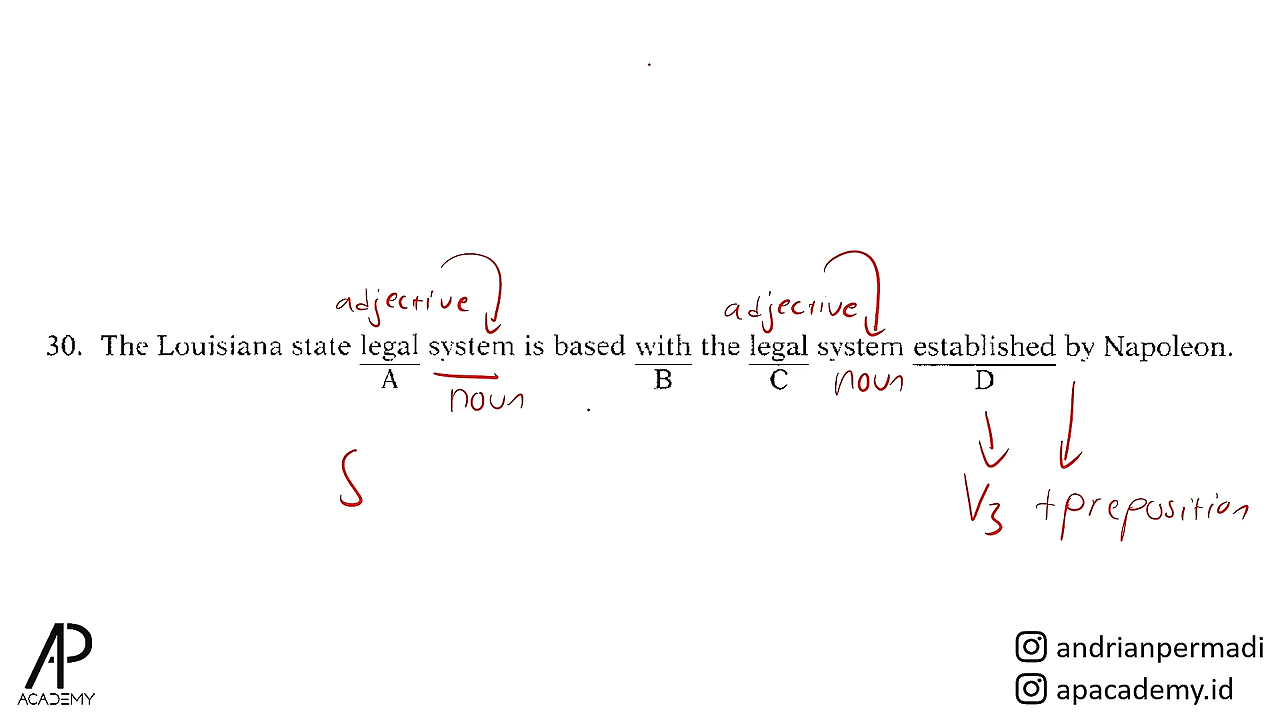 adjective adjective
30. The Louisiana state legal system is based with the legal system established by Napoleon.
A B C D
noun noun
S V3 + preposition
AP
ACADEMY
andrianpermadi
apacademy.id